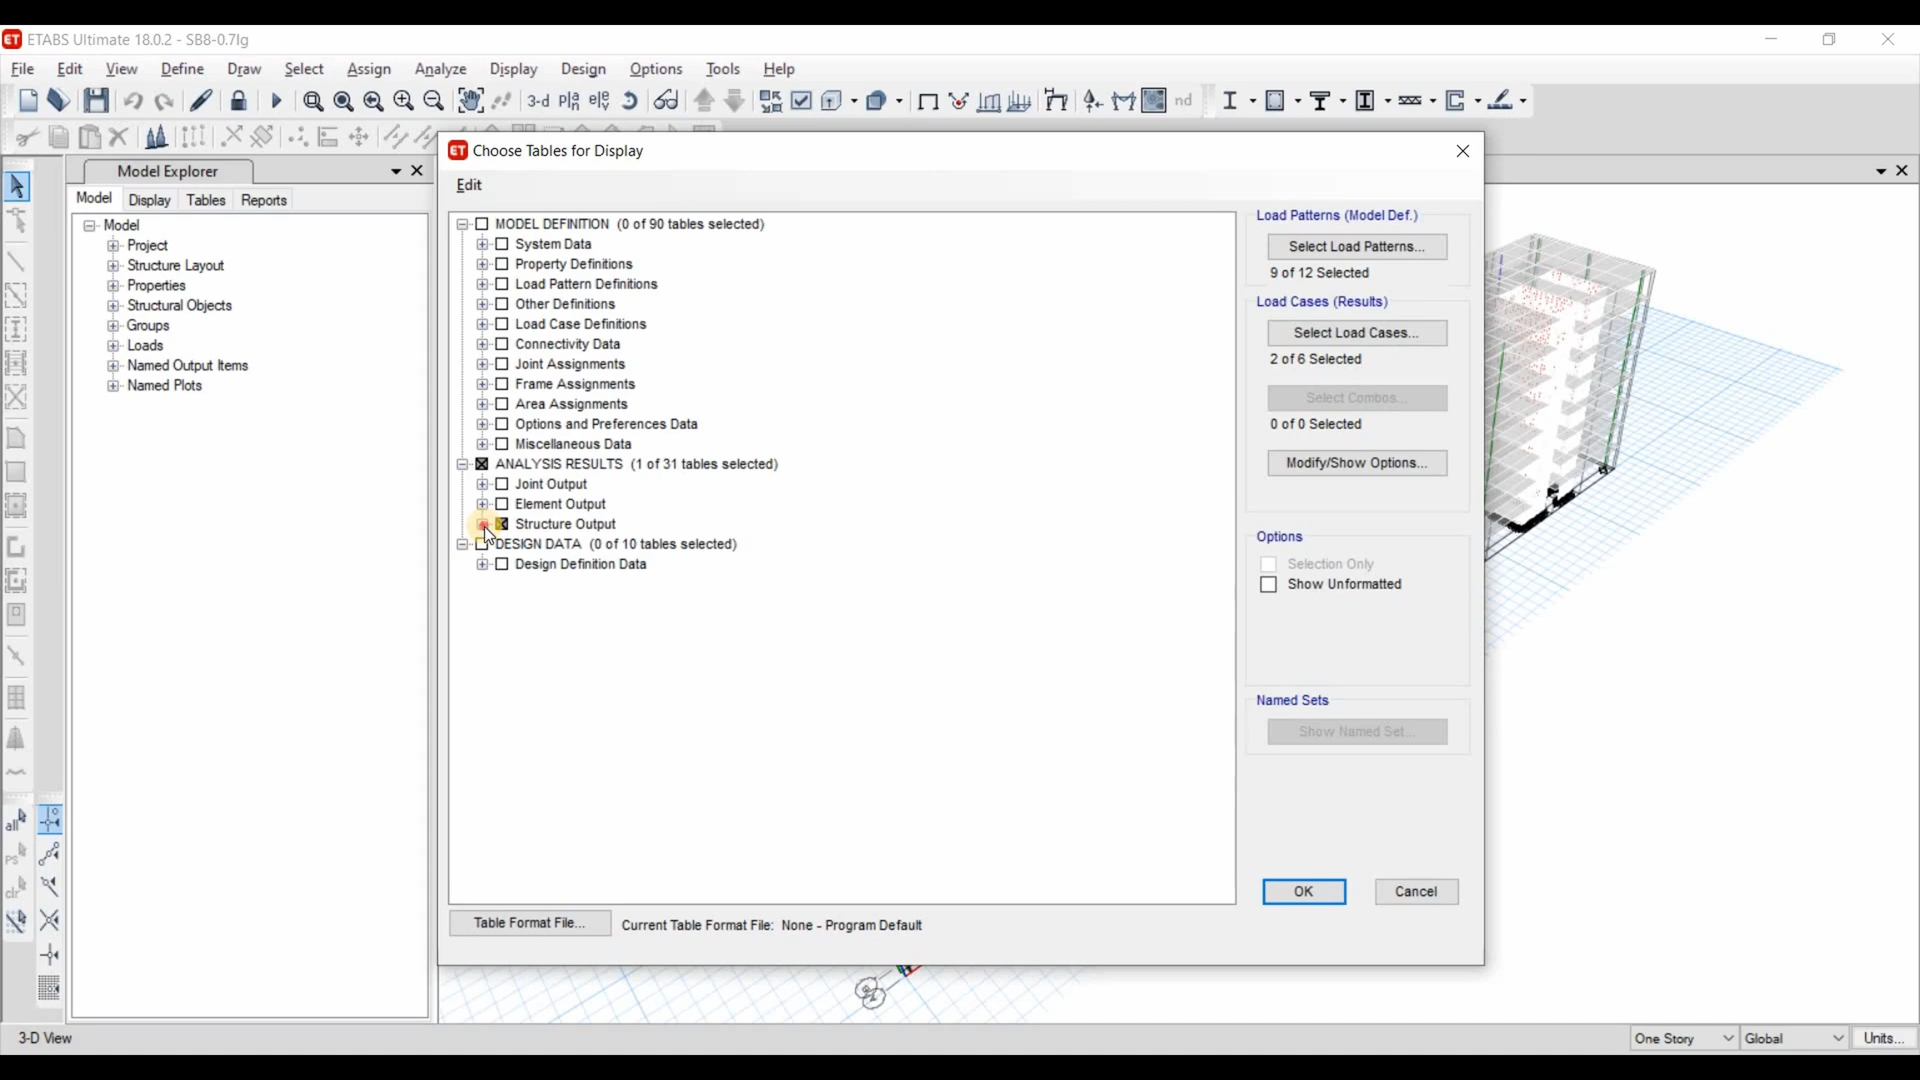 ET ETABS Ultimate 18.0.2 - SB8-0.7Ig
File Edit View Define Draw Select Assign Analyze Display Design Options Tools Help
3-d nd
Model Explorer
Model Display Tables Reports
Model
Project
Structure Layout
Properties
Structural Objects
Groups
Loads
Named Output Items
Named Plots
all
ps
clr
ET Choose Tables for Display
Edit
MODEL DEFINITION (0 of 90 tables selected)
System Data
Property Definitions
Load Pattern Definitions
Other Definitions
Load Case Definitions
Connectivity Data
Joint Assignments
Frame Assignments
Area Assignments
Options and Preferences Data
Miscellaneous Data
ANALYSIS RESULTS (1 of 31 tables selected)
Joint Output
Element Output
Structure Output
DESIGN DATA (0 of 10 tables selected)
Design Definition Data
Load Patterns (Model Def.)
Select Load Patterns...
9 of 12 Selected
Load Cases (Results)
Select Load Cases...
2 of 6 Selected
Select Combos...
0 of 0 Selected
Modify/Show Options...
Options
Selection Only
Show Unformatted
Named Sets
Show Named Set...
OK Cancel
Table Format File... Current Table Format File: None - Program Default
3-D View One Story Global Units...